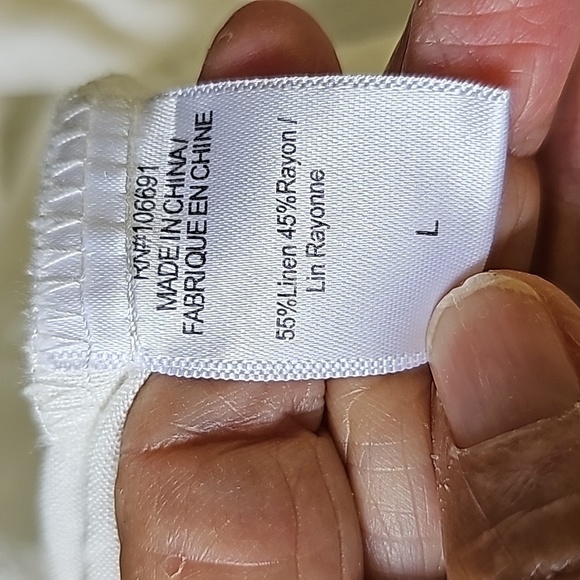 RN#106691
MADE IN CHINA/
FABRIQUE EN CHINE
55%Linen 45%Rayon /
Lin Rayonne
L